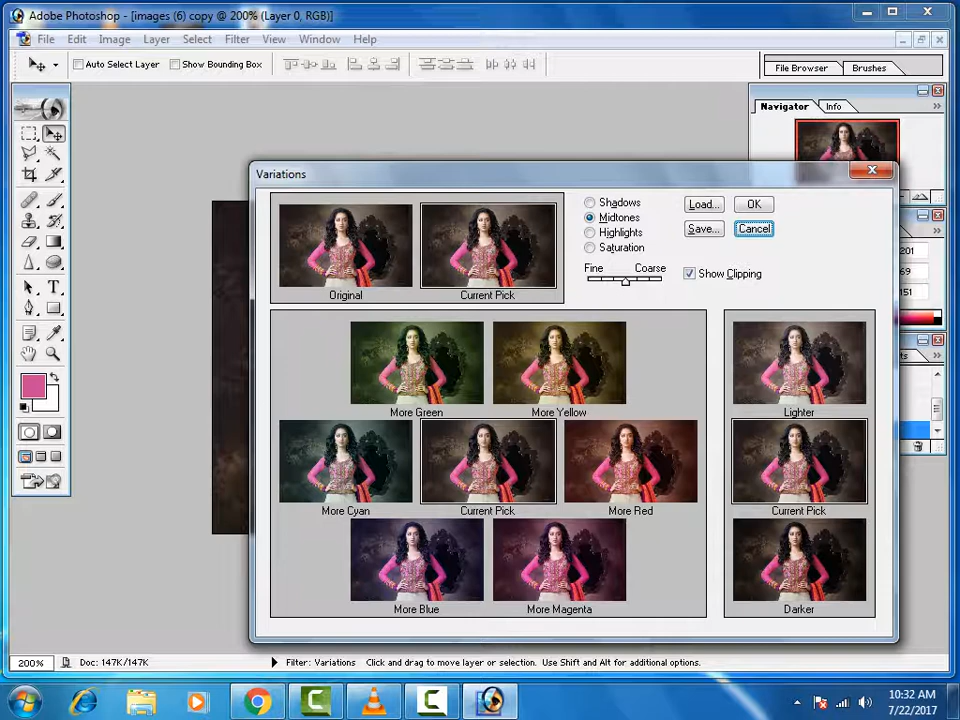 Adobe Photoshop - [images (6) copy @ 200% (Layer 0, RGB)]
File Edit Image Layer Select Filter View Window Help
Auto Select Layer Show Bounding Box File Browser Brushes
Navigator Info
Variations
Original Current Pick
Shadows
Midtones
Highlights
Saturation
Fine Coarse
Load... OK
Save... Cancel
Show Clipping
201
69
151
More Green More Yellow Lighter
More Cyan Current Pick More Red Current Pick
More Blue More Magenta Darker
200% Doc: 147K/147K Filter: Variations Click and drag to move layer or selection. Use Shift and Alt for additional options.
10:32 AM
7/22/2017